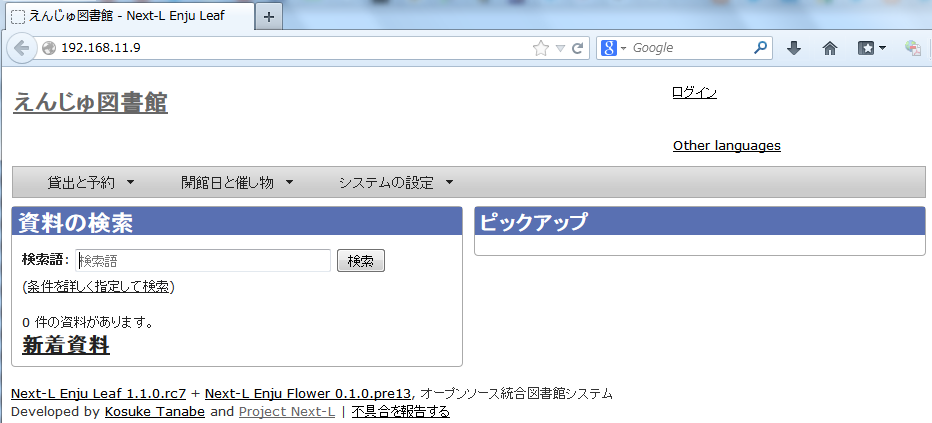 えんじゅ図書館 - Next-L Enju Leaf
192.168.11.9
Google
えんじゅ図書館
ログイン
Other languages
貸出と予約 開館日と催し物 システムの設定
資料の検索
検索語: 検索語 検索
(条件を詳しく指定して検索)
0 件の資料があります。
新着資料
ピックアップ
Next-L Enju Leaf 1.1.0.rc7 + Next-L Enju Flower 0.1.0.pre13, オープンソース統合図書館システム
Developed by Kosuke Tanabe and Project Next-L | 不具合を報告する